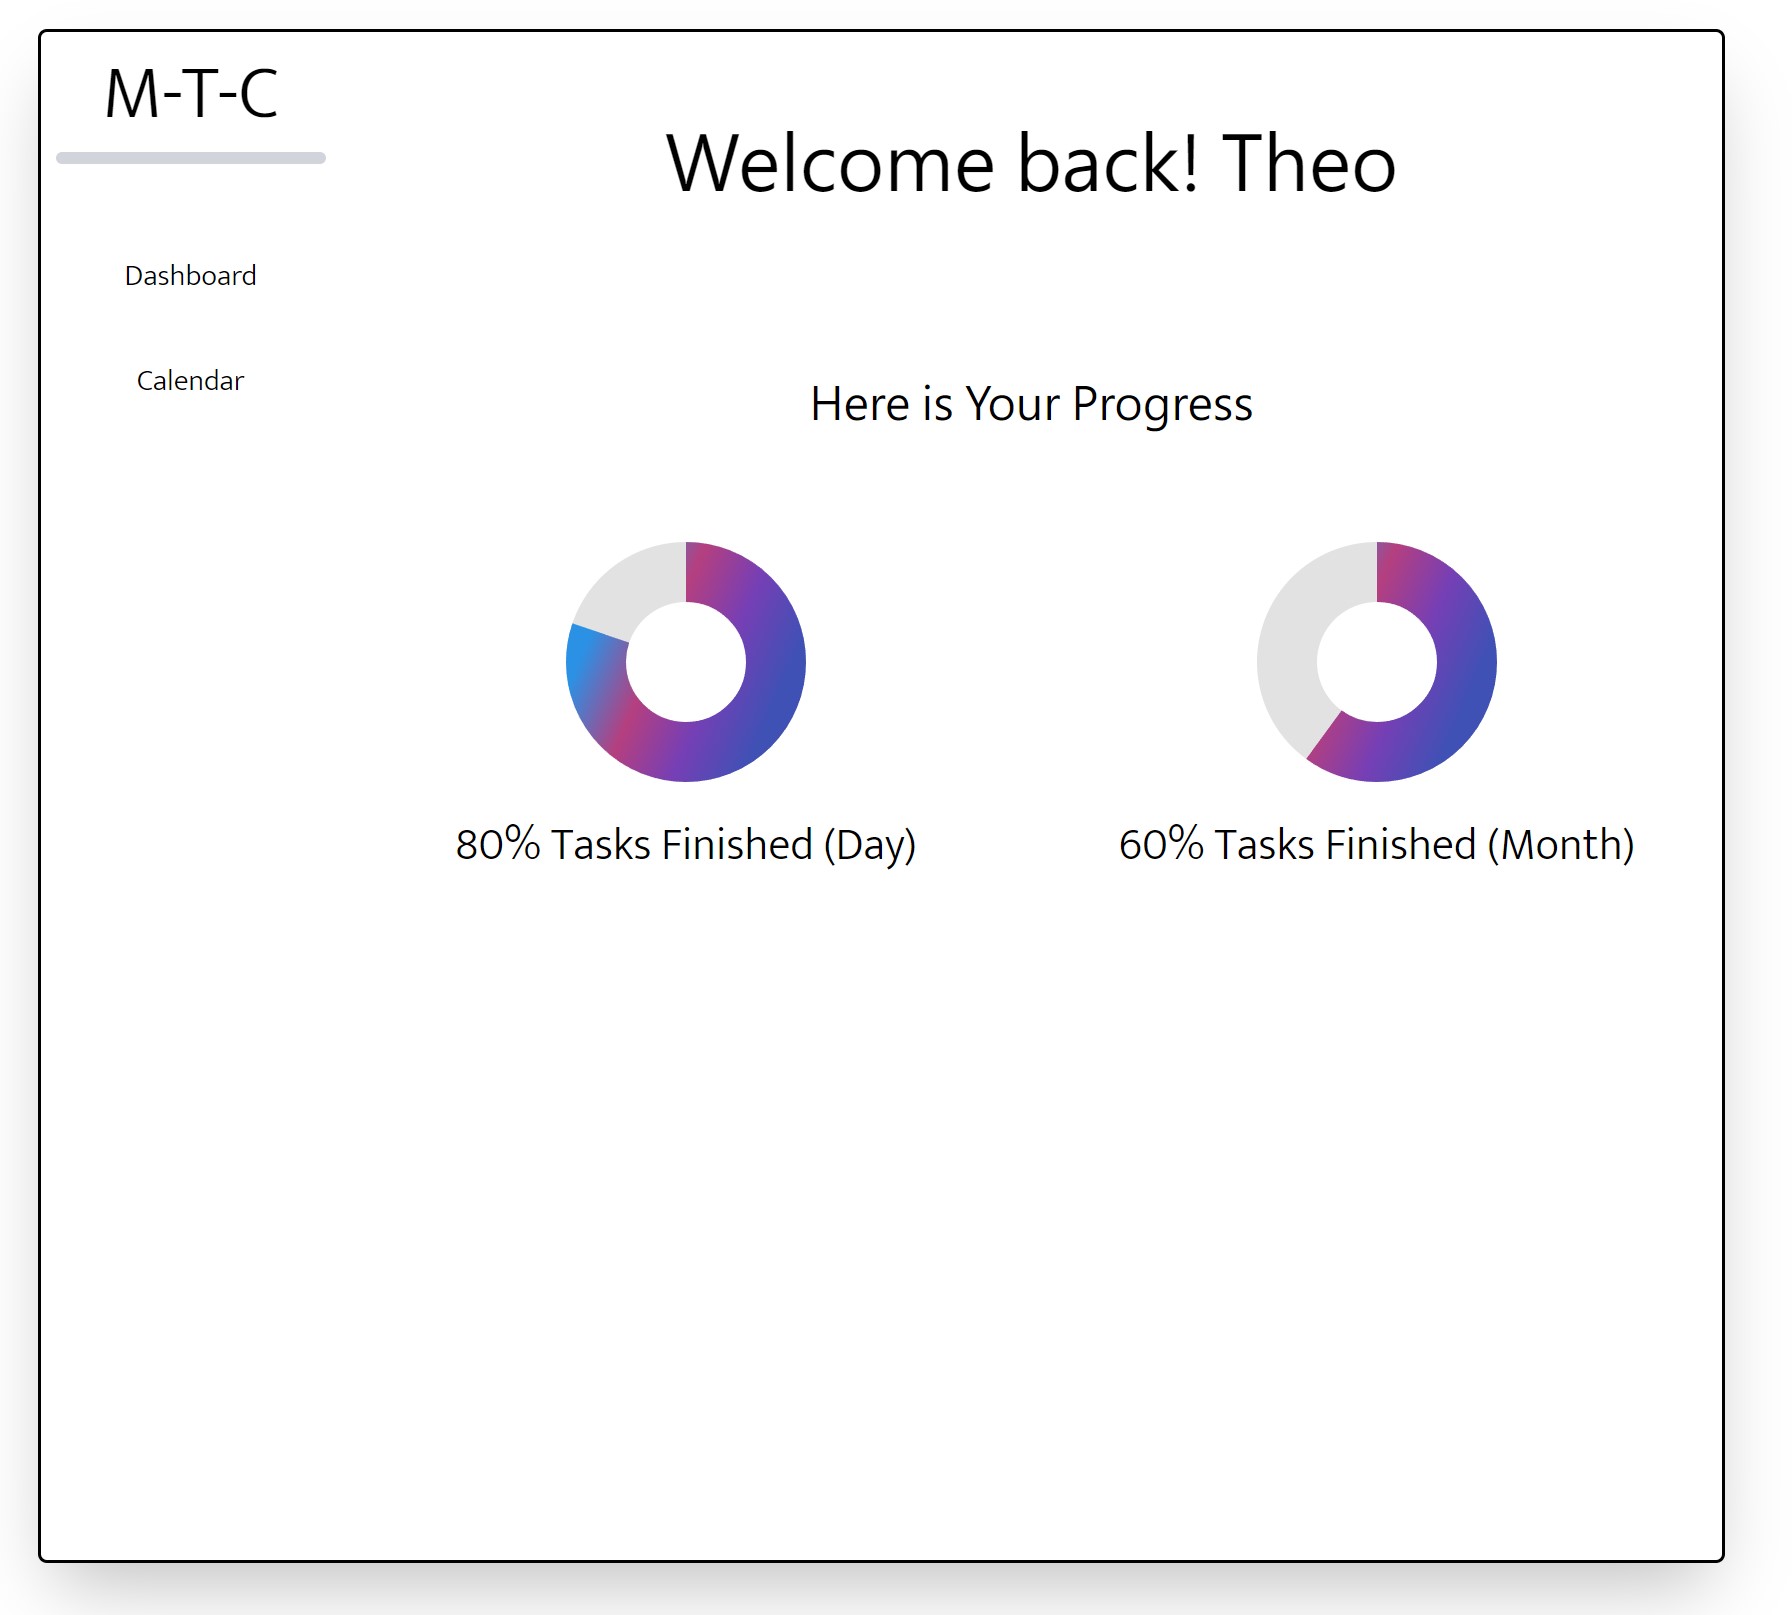 M-T-C
Welcome back! Theo
Dashboard
Calendar
Here is Your Progress
80% Tasks Finished (Day)
60% Tasks Finished (Month)